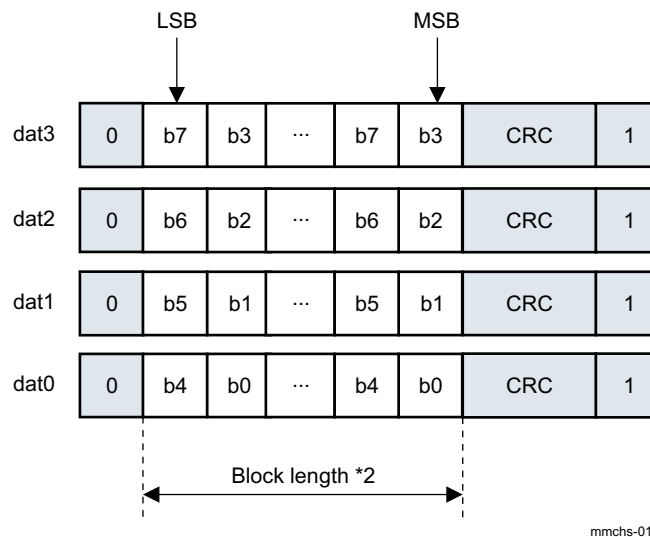 LSB MSB
dat3 0 b7 b3 ... b7 b3 CRC 1
dat2 0 b6 b2 ... b6 b2 CRC 1
dat1 0 b5 b1 ... b5 b1 CRC 1
dat0 0 b4 b0 ... b4 b0 CRC 1
Block length *2
mmchs-01